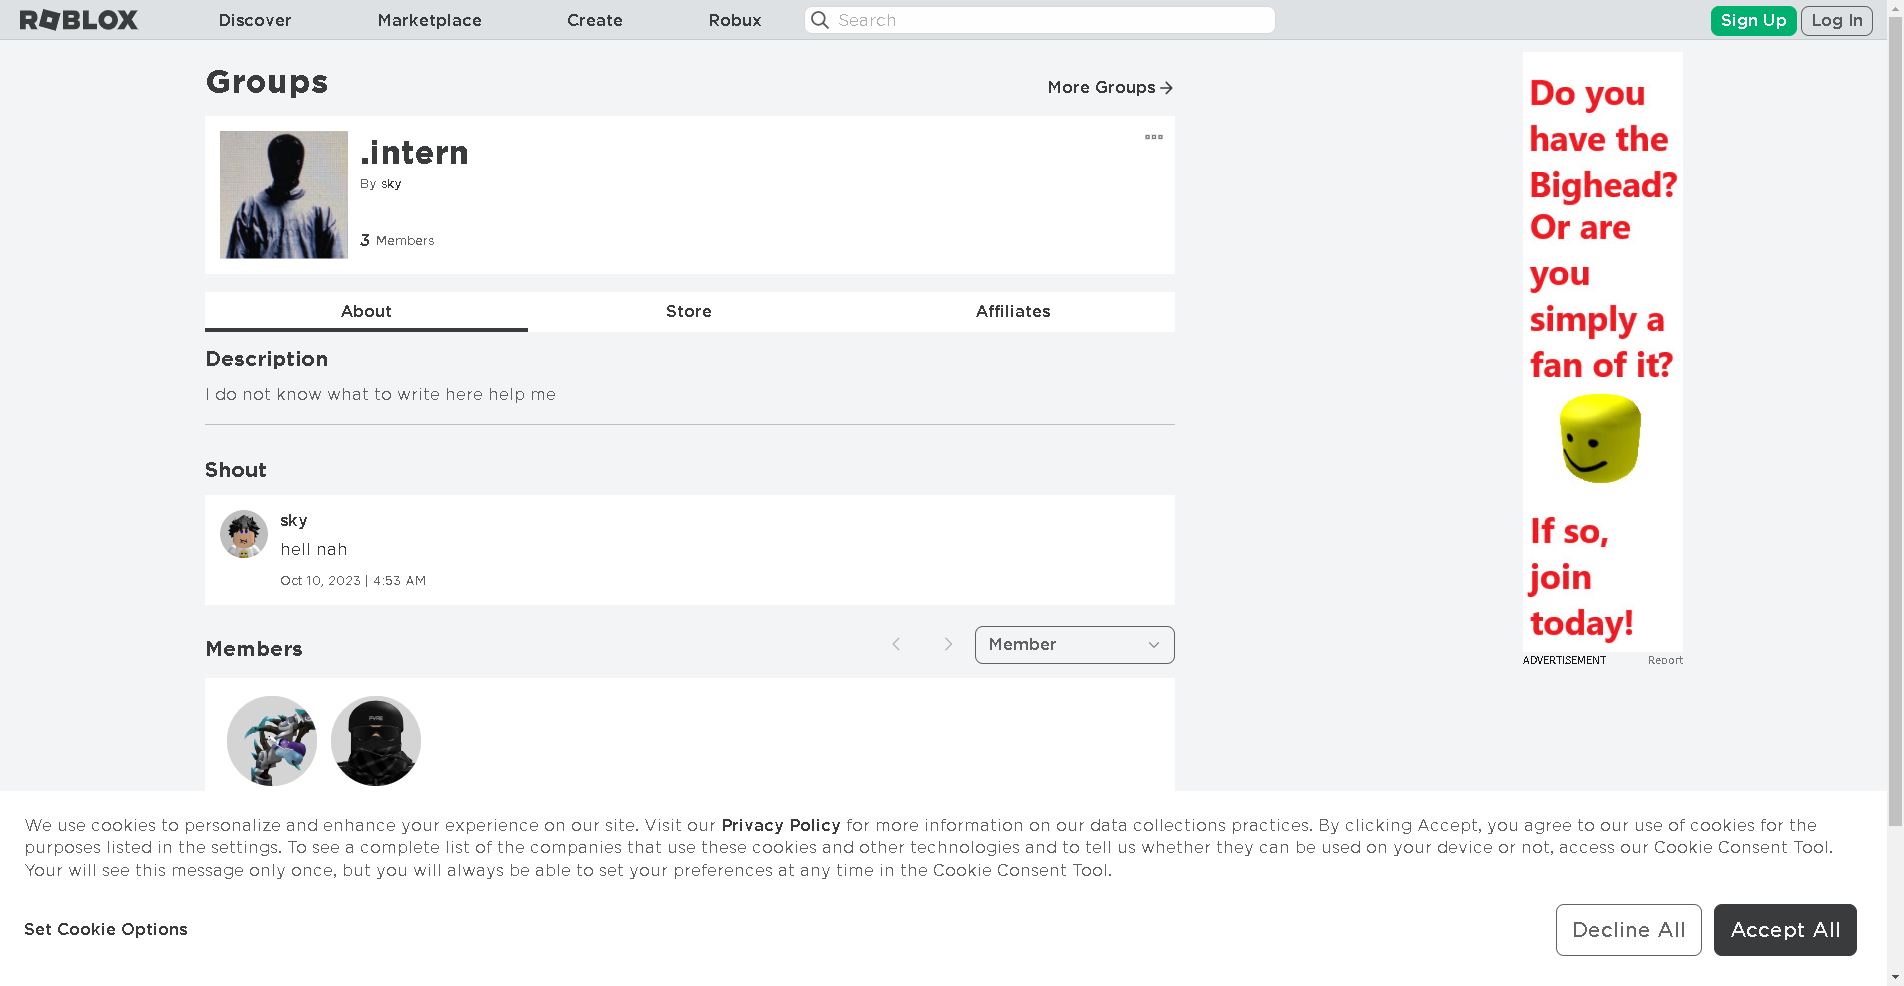 ROBLOX Discover Marketplace Create Robux Search Sign Up Log In
Groups
More Groups
.intern
By sky
3 Members
About Store Affiliates
Description
I do not know what to write here help me
Shout
sky
hell nah
Oct 10, 2023 | 4:53 AM
Members
Member
PYRE
Do you
have the
Bighead?
Or are
you
simply a
fan of it?
If so,
join
today!
ADVERTISEMENT Report
We use cookies to personalize and enhance your experience on our site. Visit our Privacy Policy for more information on our data collections practices. By clicking Accept, you agree to our use of cookies for the
purposes listed in the settings. To see a complete list of the companies that use these cookies and other technologies and to tell us whether they can be used on your device or not, access our Cookie Consent Tool.
Your will see this message only once, but you will always be able to set your preferences at any time in the Cookie Consent Tool.
Set Cookie Options
Decline All
Accept All